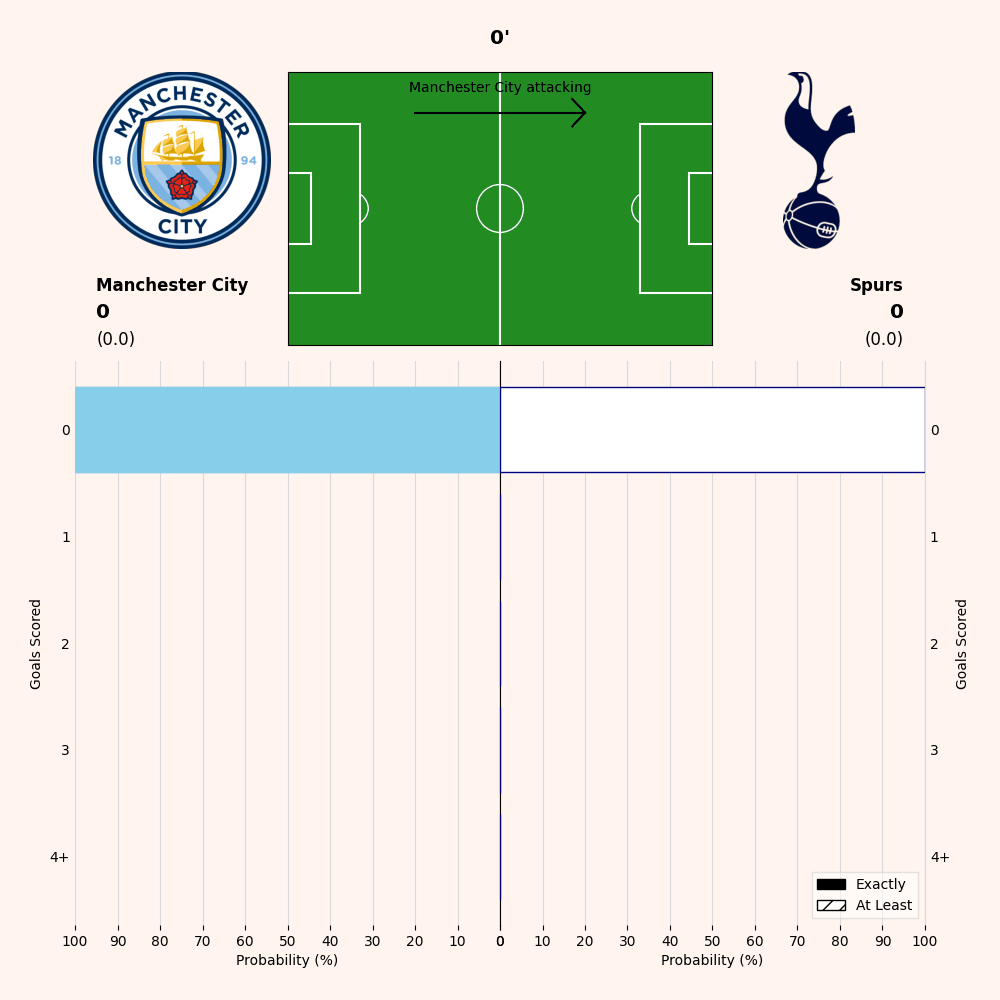 0'
Manchester City attacking
MANCHESTER
18 94
CITY
Manchester City
0
(0.0)
Spurs
0
(0.0)
0
1
2
3
4+
Goals Scored
0
1
2
3
4+
Goals Scored
Exactly
At Least
100 90 80 70 60 50 40 30 20 10 0
0 10 20 30 40 50 60 70 80 90 100
Probability (%)
Probability (%)